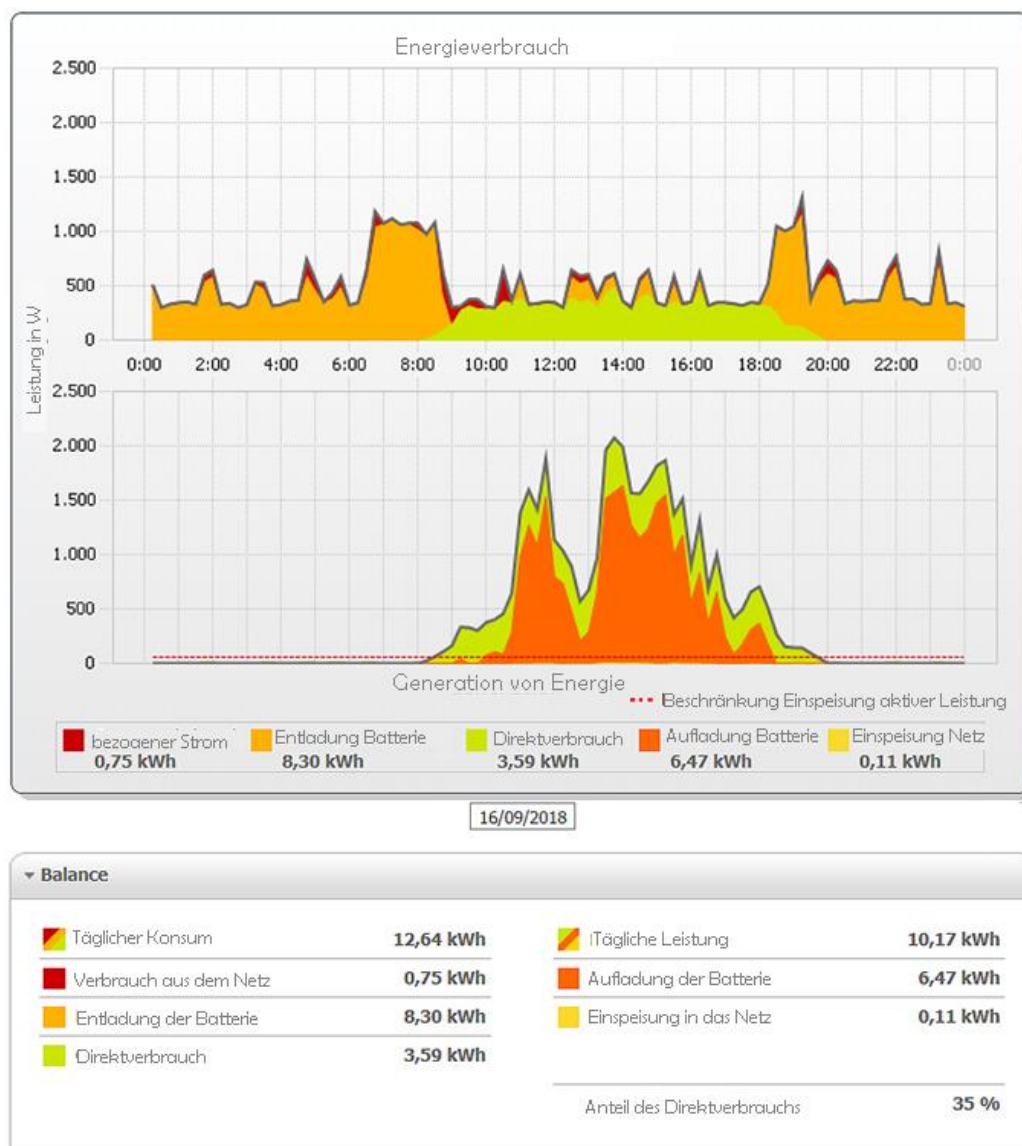 Energieverbrauch
2.500
2.000
1.500
1.000
500
0
Leistung in W
0:00 2:00 4:00 6:00 8:00 10:00 12:00 14:00 16:00 18:00 20:00 22:00 0:00
2.500
2.000
1.500
1.000
500
0
Generation von Energie
Beschränkung Einspeisung aktiver Leistung
bezogener Strom Entladung Batterie Direktverbrauch Aufladung Batterie Einspeisung Netz
0,75 kWh 8,30 kWh 3,59 kWh 6,47 kWh 0,11 kWh
16/09/2018
Balance
Täglicher Konsum 12,64 kWh Tägliche Leistung 10,17 kWh
Verbrauch aus dem Netz 0,75 kWh Aufladung der Batterie 6,47 kWh
Entladung der Batterie 8,30 kWh Einspeisung in das Netz 0,11 kWh
Direktverbrauch 3,59 kWh
Anteil des Direktverbrauchs 35 %